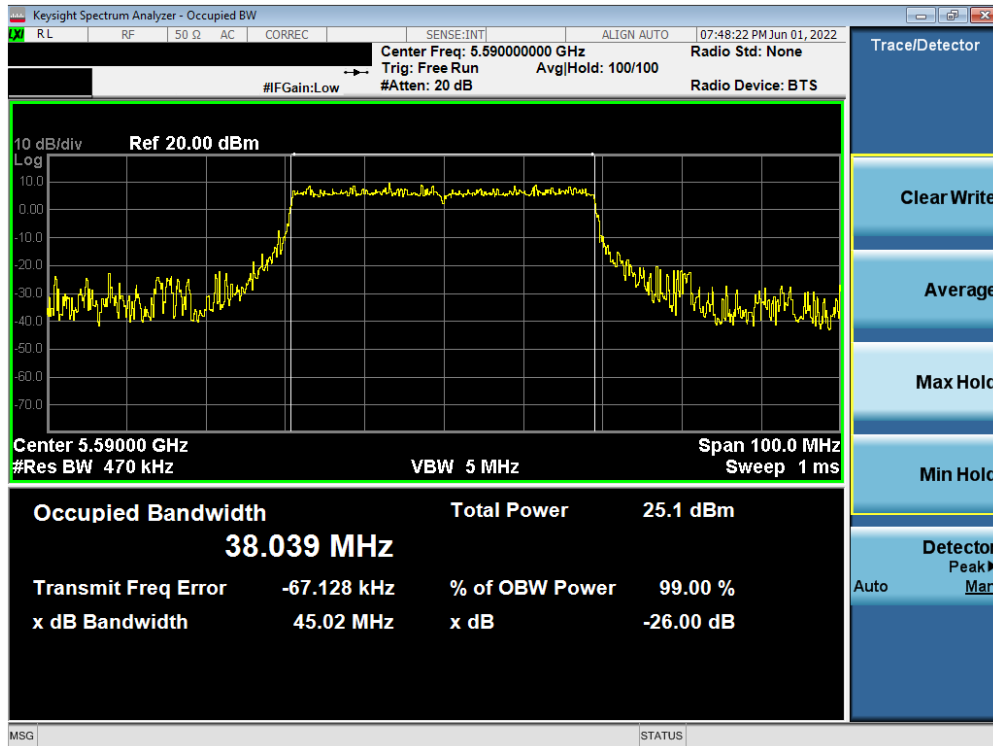 Keysight Spectrum Analyzer - Occupied BW
LXI RL RF 50 Ω AC CORREC SENSE:INT ALIGN AUTO 07:48:22 PM Jun 01, 2022
Center Freq: 5.590000000 GHz Radio Std: None
Trig: Free Run Avg|Hold: 100/100
#IFGain:Low #Atten: 20 dB Radio Device: BTS
Trace/Detector
10 dB/div Ref 20.00 dBm
Log
10.0
0.00
-10.0
-20.0
-30.0
-40.0
-50.0
-60.0
-70.0
Center 5.59000 GHz Span 100.0 MHz
#Res BW 470 kHz VBW 5 MHz Sweep 1 ms
Occupied Bandwidth Total Power 25.1 dBm
38.039 MHz
Transmit Freq Error -67.128 kHz % of OBW Power 99.00 %
x dB Bandwidth 45.02 MHz x dB -26.00 dB
Clear Write
Average
Max Hold
Min Hold
Detector
Peak
Auto Man
MSG STATUS